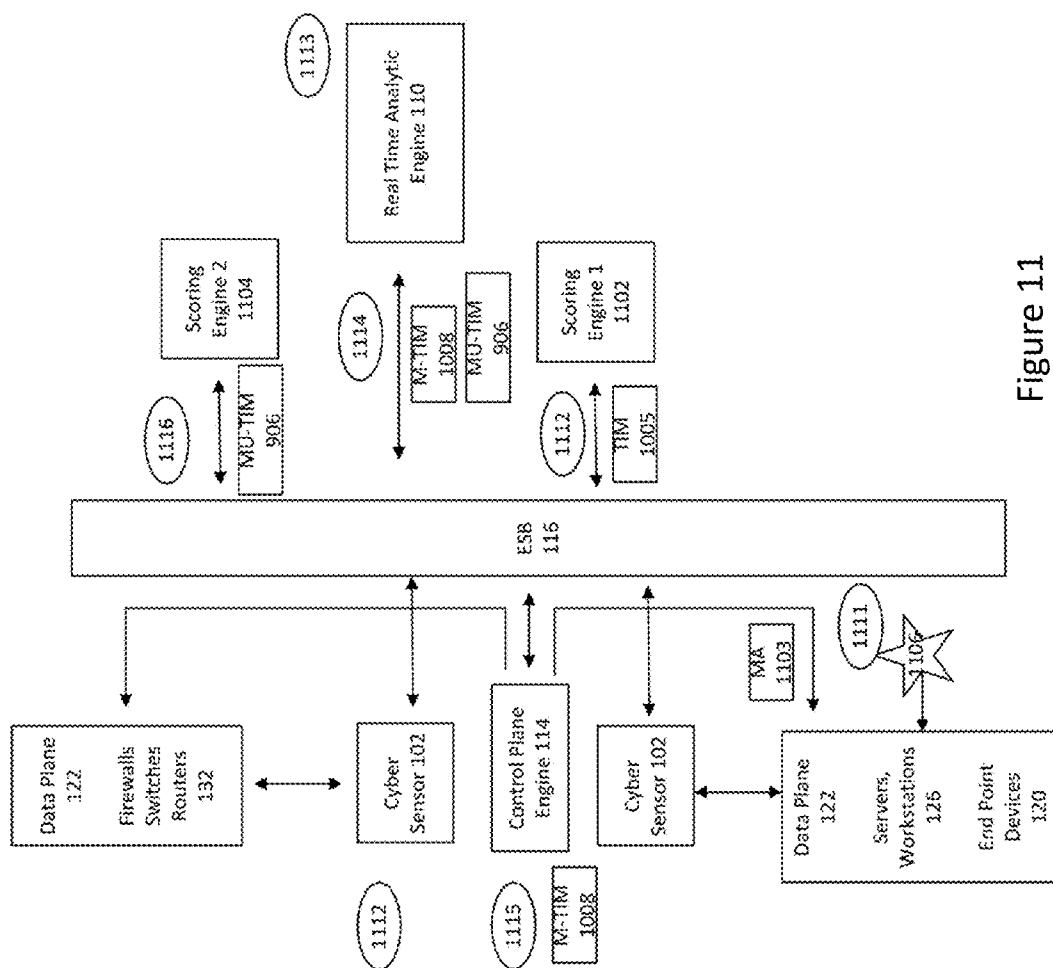 1115
1112
M-TIM
1008
Data Plane
122
Servers,
Workstations
126
End Point
Devices
120
Cyber
Sensor 102
Control Plane
Engine 114
Cyber
Sensor 102
Data Plane
122
Firewalls
Switches
Routers
132
MA
1103
1106
1111
ESB
116
1112
TIM
1005
1114
M-TIM
1008
MU-TIM
906
1116
MU-TIM
906
Scoring
Engine 1
1102
Scoring
Engine 2
1104
Real Time Analytic
Engine 110
1113
Figure 11